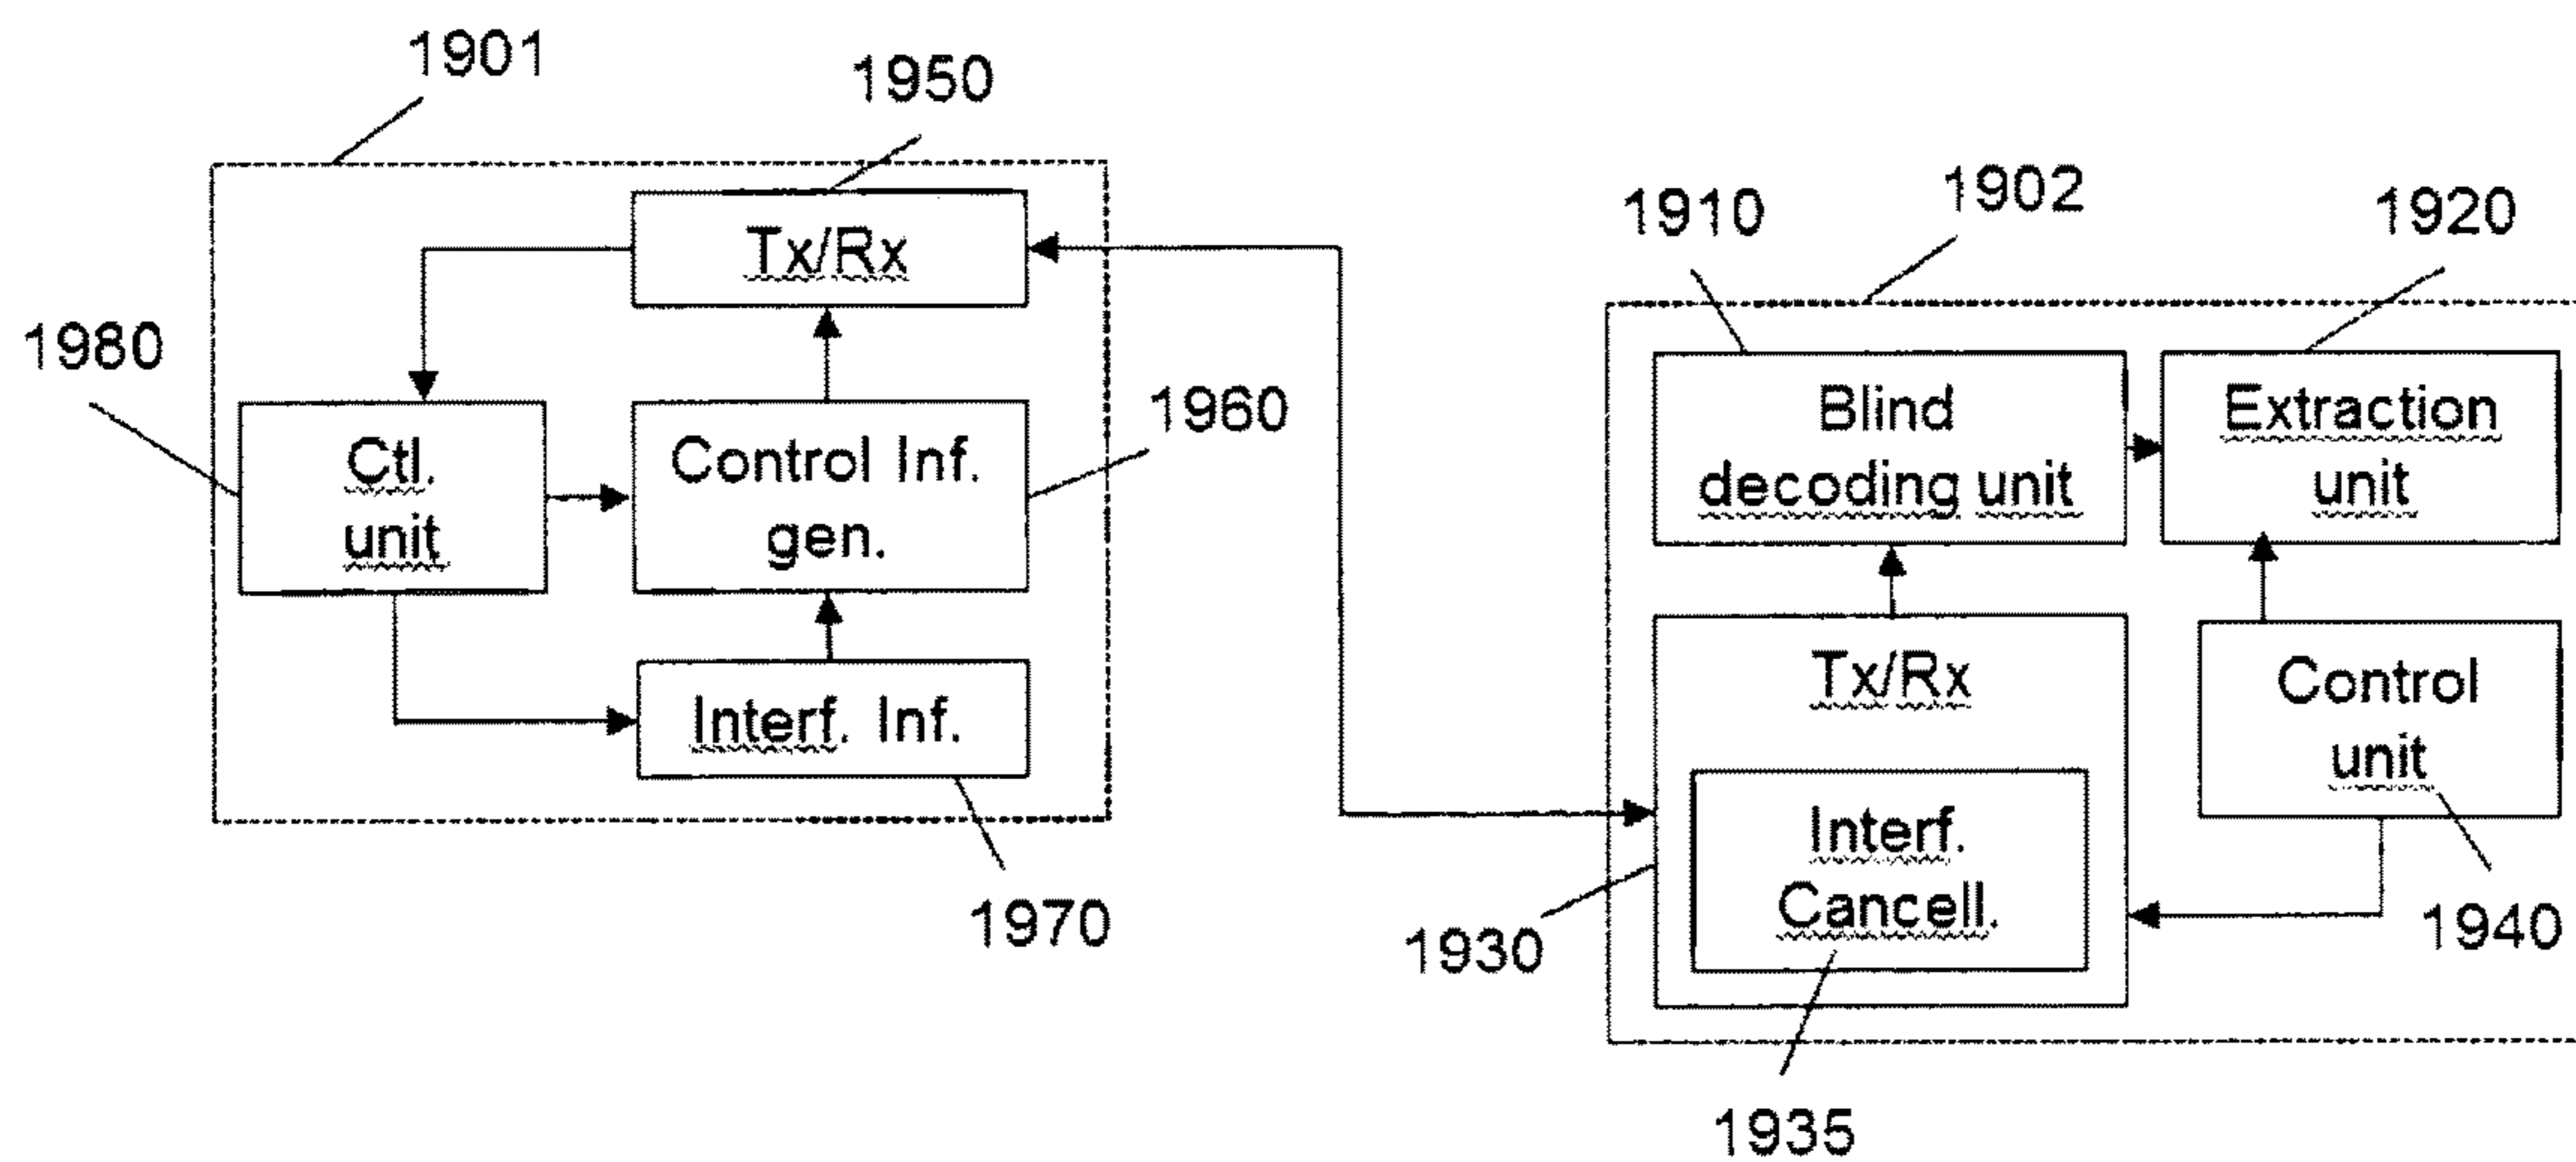 1901
1950
1902
1910
1920
Tx/Rx
1980
1960
Ctl.
unit
Control Inf.
gen.
Blind
decoding unit
Extraction
unit
Interf. Inf.
1970
Tx/Rx
Interf.
Cancell.
Control
unit
1930
1940
1935